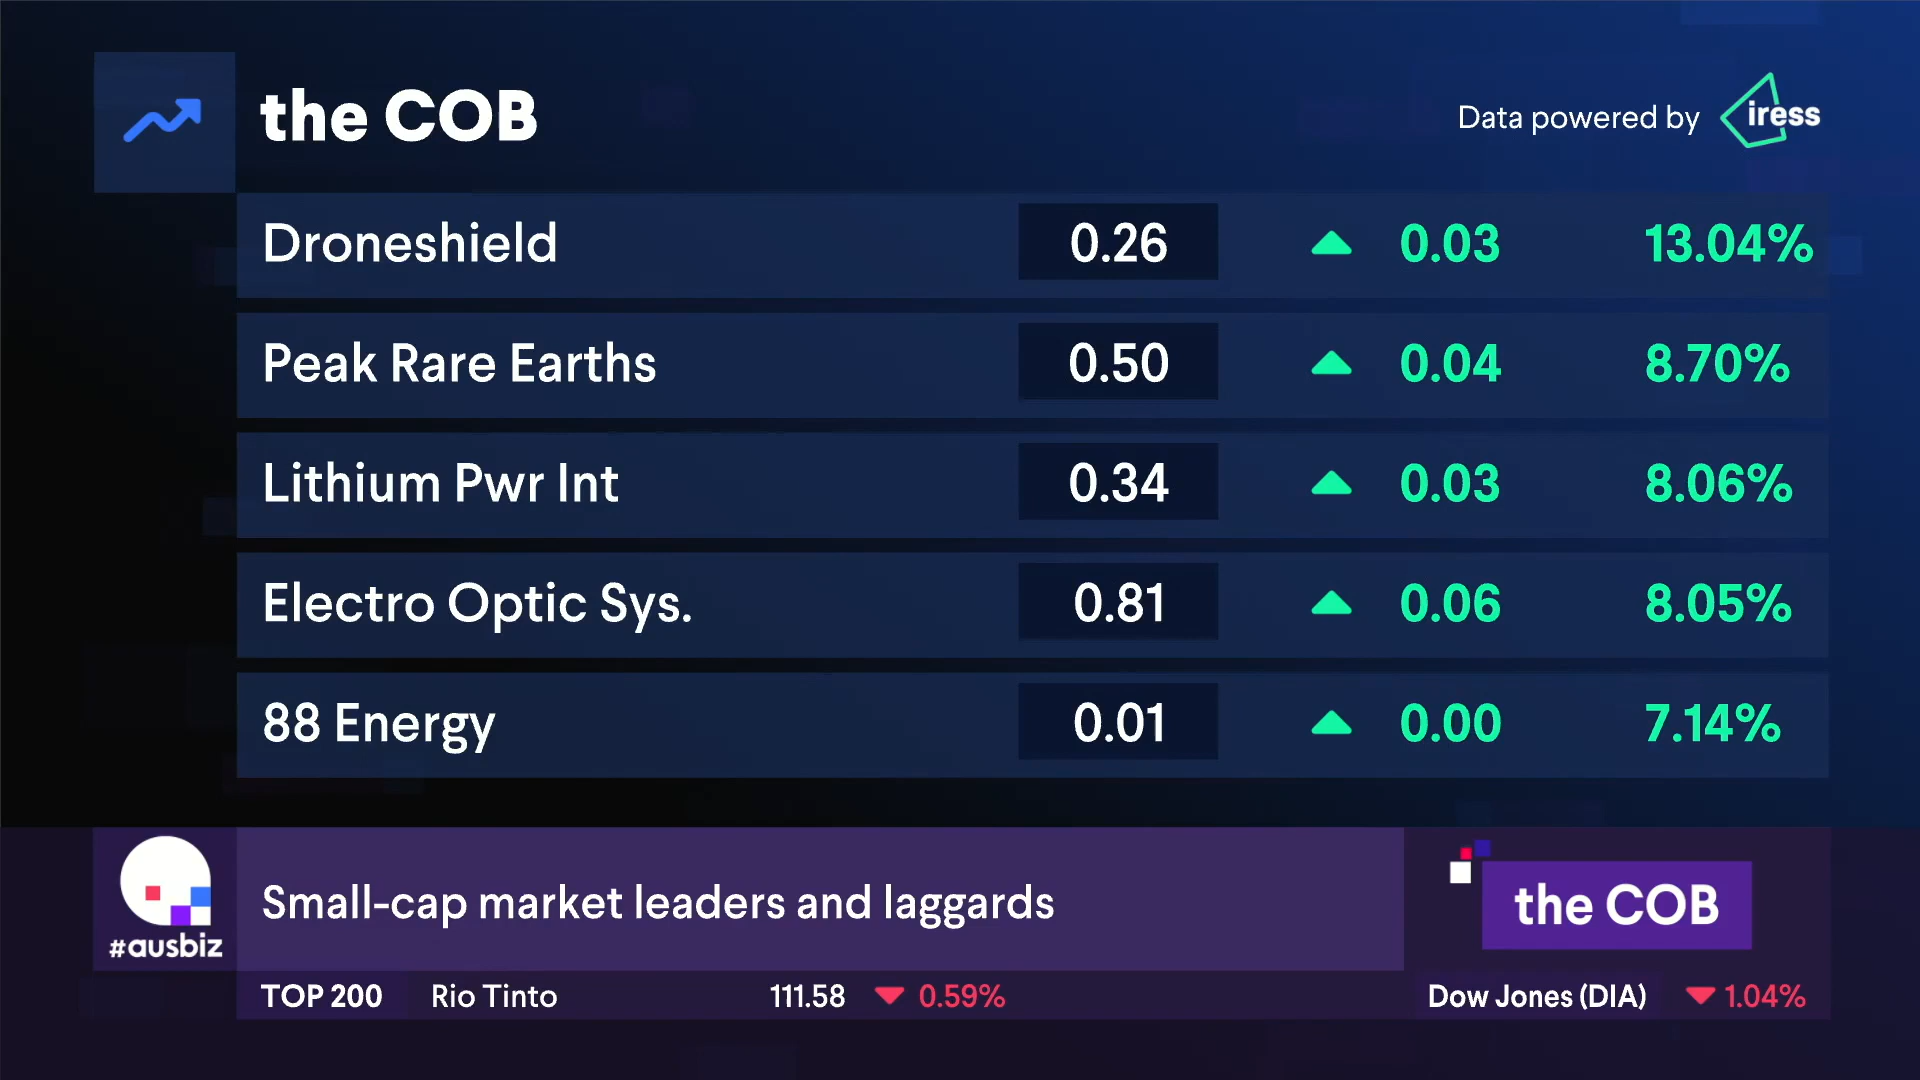 the COB
Data powered by iress
Droneshield 0.26 0.03 13.04%
Peak Rare Earths 0.50 0.04 8.70%
Lithium Pwr Int 0.34 0.03 8.06%
Electro Optic Sys. 0.81 0.06 8.05%
88 Energy 0.01 0.00 7.14%
#ausbiz
Small-cap market leaders and laggards
the COB
TOP 200 Rio Tinto 111.58 0.59% Dow Jones (DIA) 1.04%